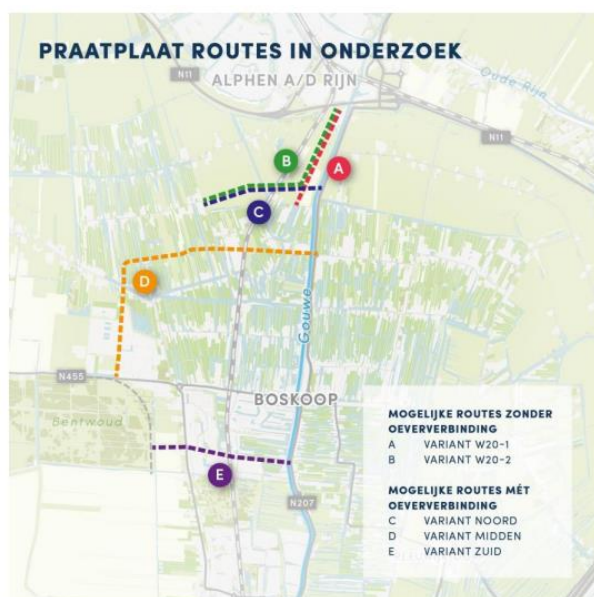 PRAATPLAAT ROUTES IN ONDERZOEK
N11
ALPHEN A/D RIJN
Oude Rijn
N11
B
A
C
D
Gouwe
N455
BOSKOOP
Bentwoud
E
N207
MOGELIJKE ROUTES ZONDER
OEVERVERBINDING
A VARIANT W20-1
B VARIANT W20-2
MOGELIJKE ROUTES MÉT
OEVERVERBINDING
C VARIANT NOORD
D VARIANT MIDDEN
E VARIANT ZUID